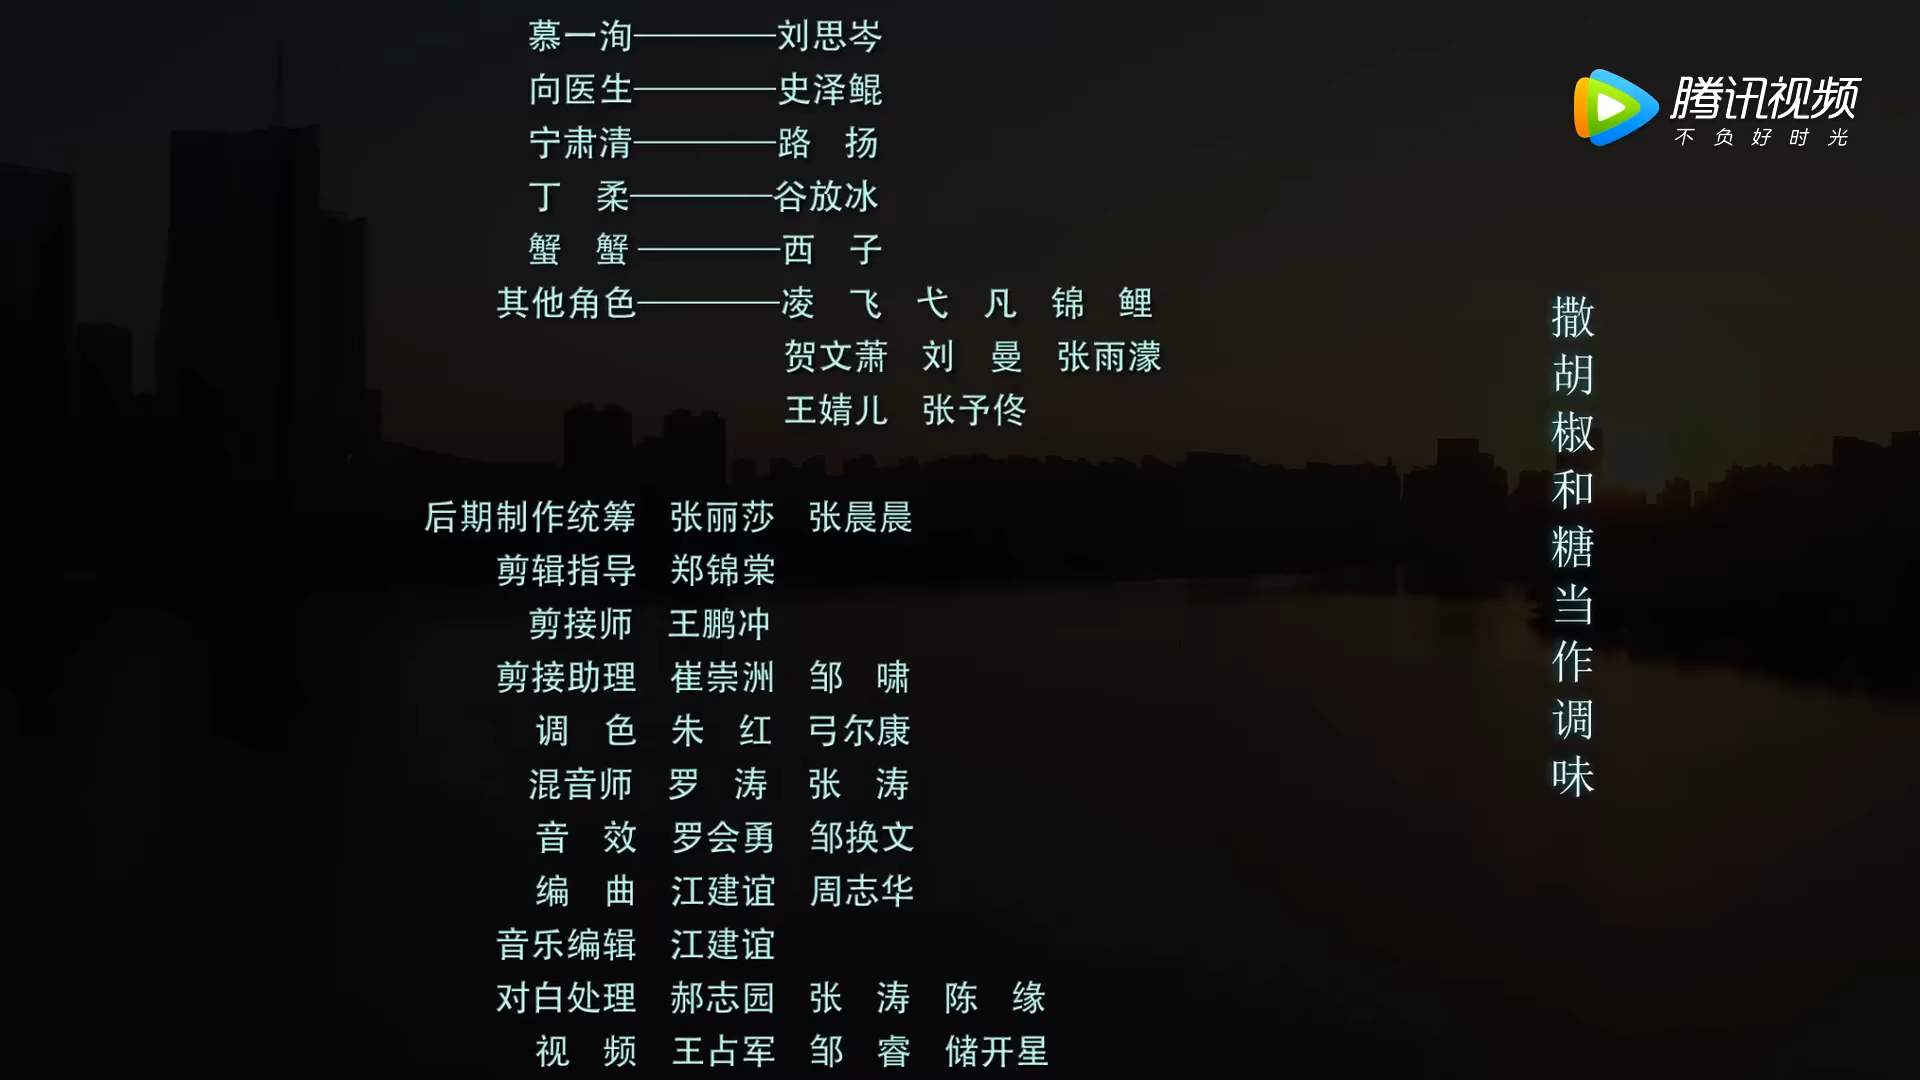 慕一洵————刘思岑
向医生————史泽鲲
宁肃清————路 扬
丁 柔————谷放冰
蟹 蟹————西 子
其他角色————凌 飞 弋 凡 锦 鲤
贺文萧 刘 曼 张雨濛
王婧儿 张予佟
后期制作统筹 张丽莎 张晨晨
剪辑指导 郑锦棠
剪接师 王鹏冲
剪接助理 崔崇洲 邹 啸
调 色 朱 红 弓尔康
混音师 罗 涛 张 涛
音 效 罗会勇 邹换文
编 曲 江建谊 周志华
音乐编辑 江建谊
对白处理 郝志园 张 涛 陈 缘
视 频 王占军 邹 睿 储开星
腾讯视频
不负好时光
撒胡椒和糖当作调味